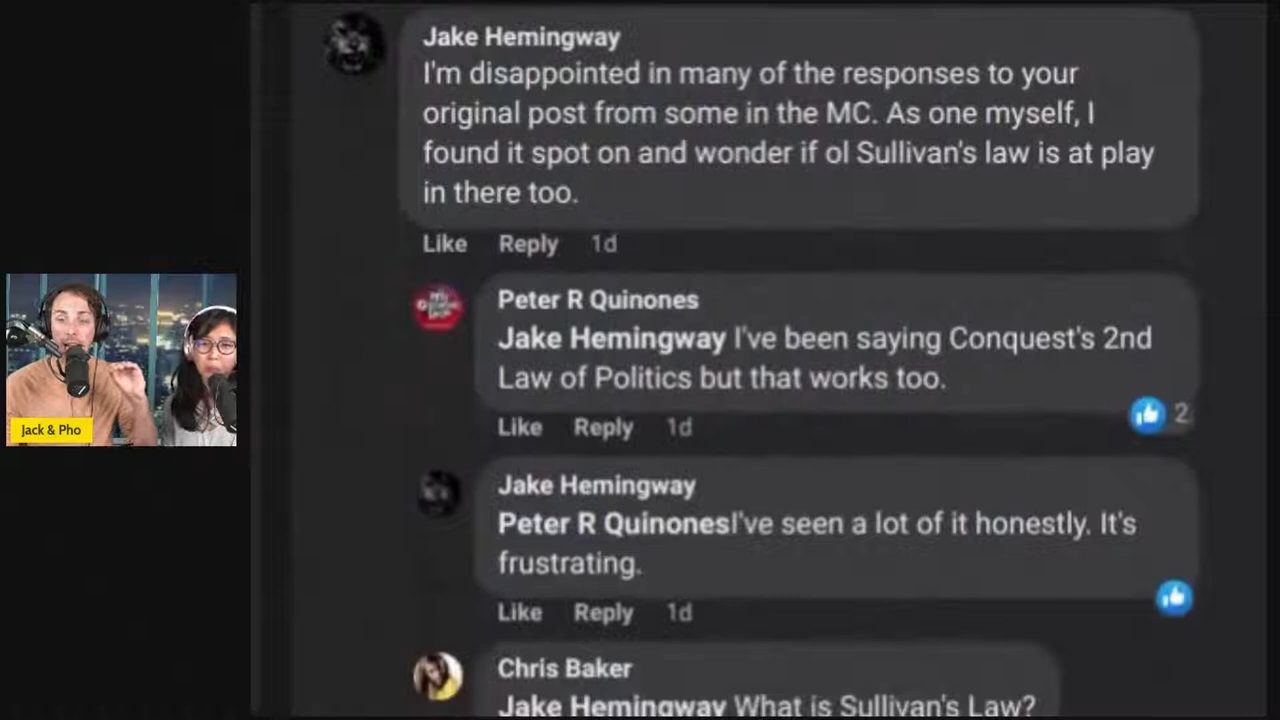 Jake Hemingway
I'm disappointed in many of the responses to your
original post from some in the MC. As one myself, I
found it spot on and wonder if ol Sullivan's law is at play
in there too.
Like Reply 1d
Peter R Quinones
Jake Hemingway I've been saying Conquest's 2nd
Law of Politics but that works too.
Like Reply 1d
2
Jake Hemingway
Peter R QuinonesI've seen a lot of it honestly. It's
frustrating.
Like Reply 1d
Chris Baker
Jake Hemingway What is Sullivan's Law?
Jack & Pho